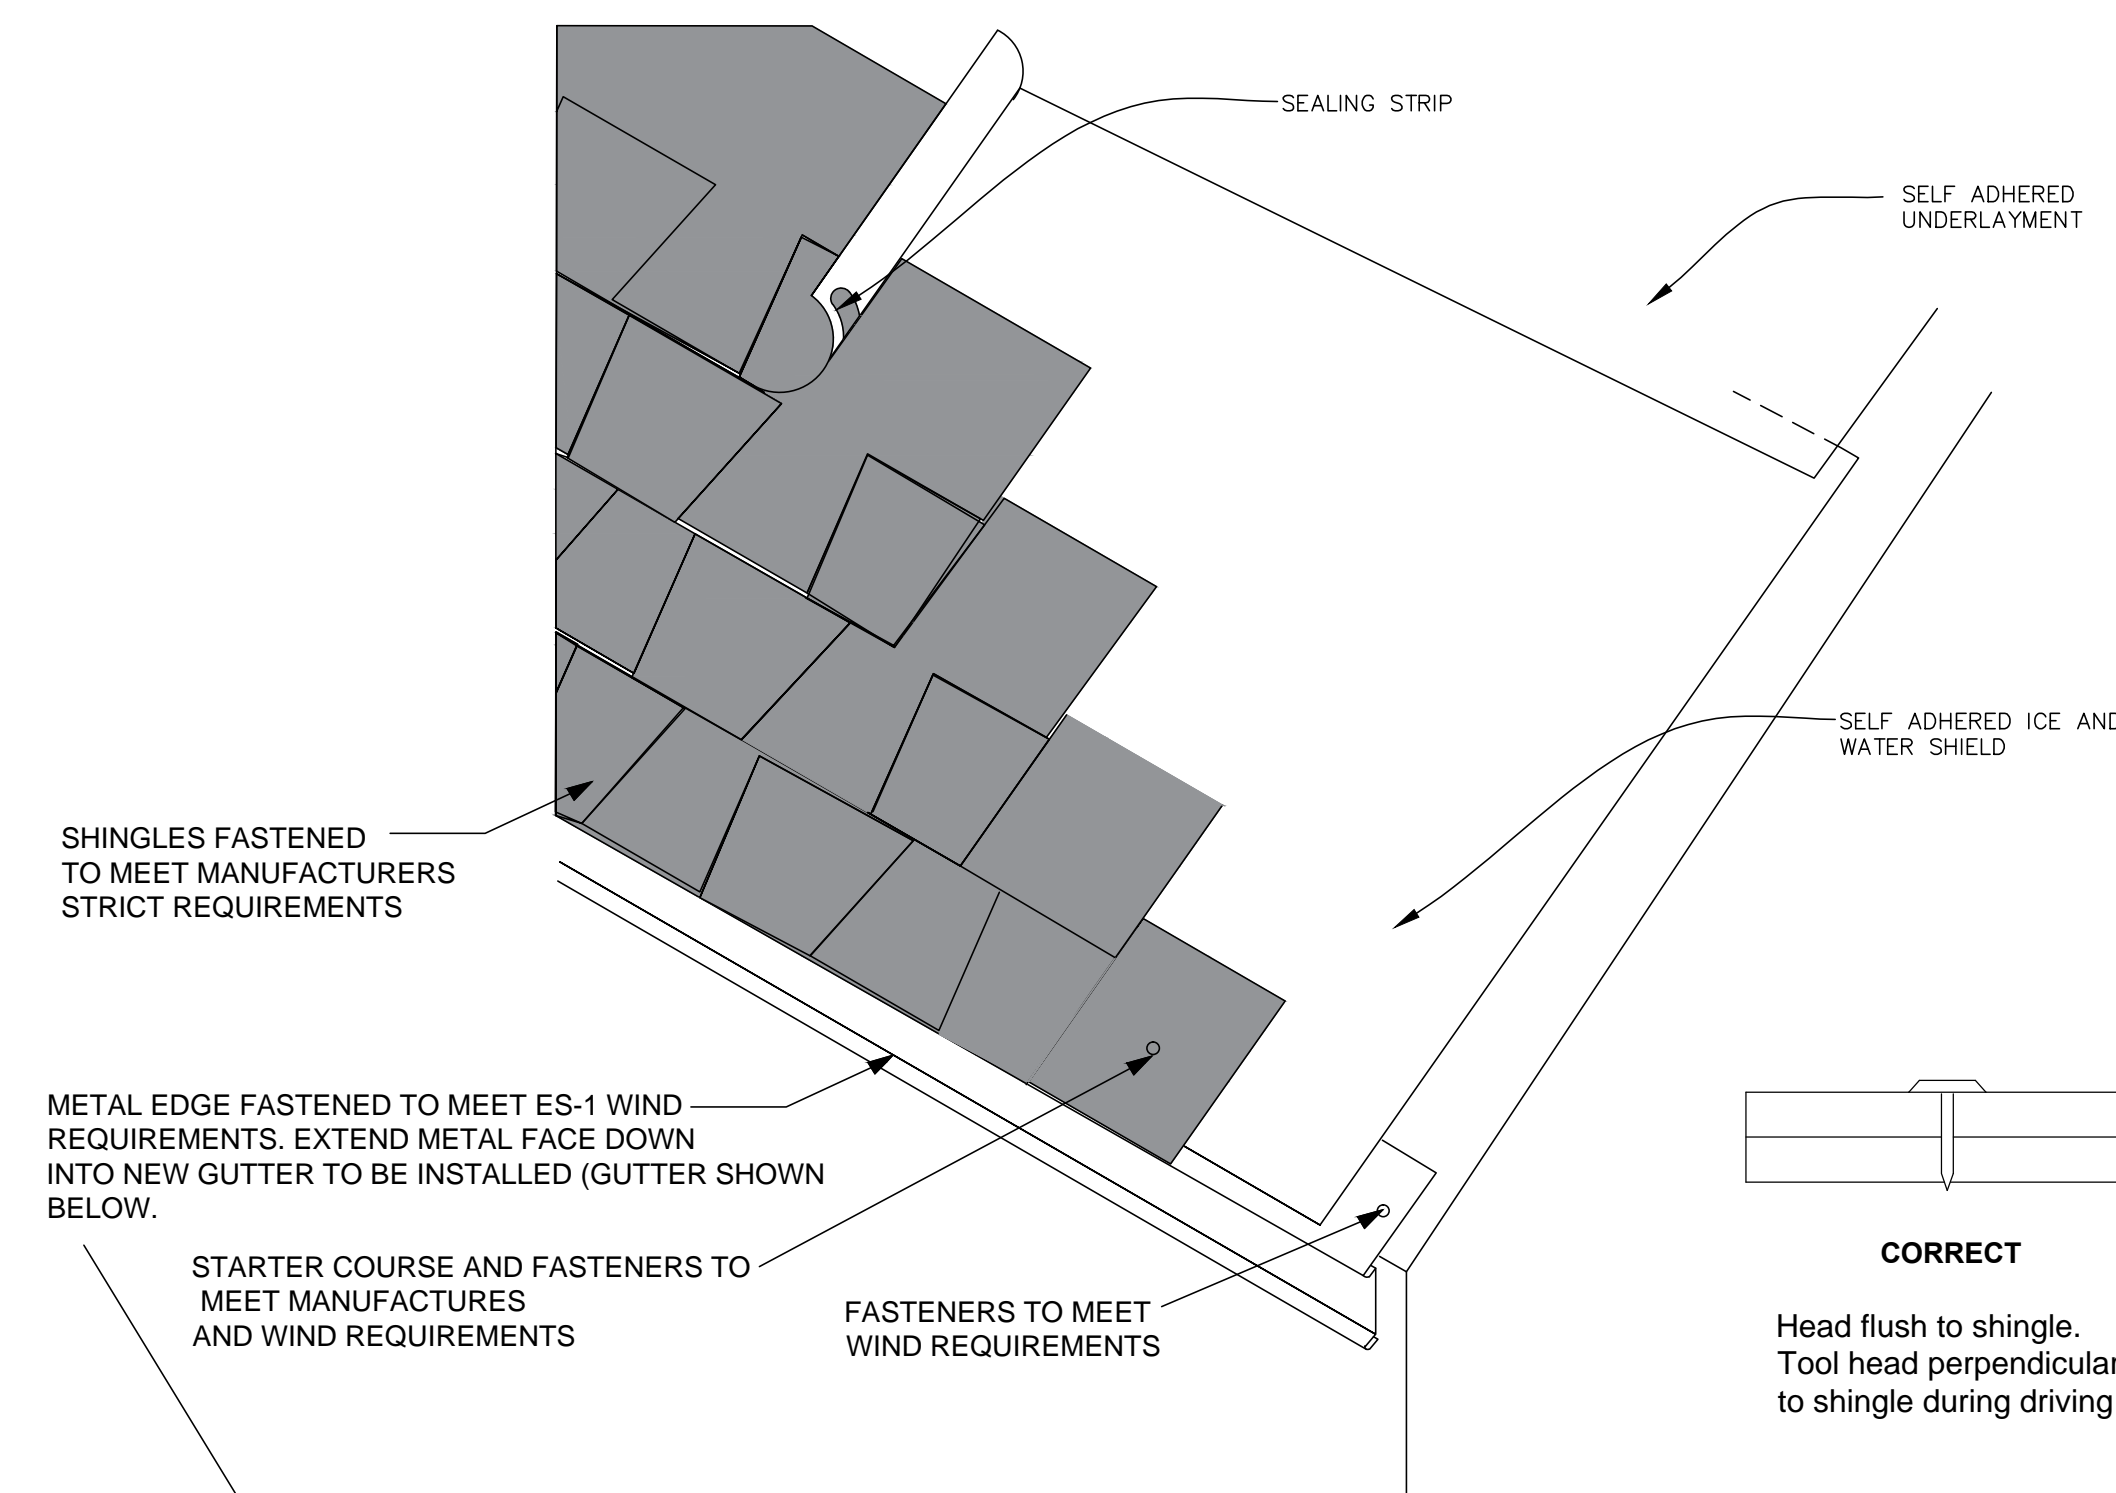 SEALING STRIP
SELF ADHERED
UNDERLAYMENT
SELF ADHERED ICE AND
WATER SHIELD
SHINGLES FASTENED
TO MEET MANUFACTURERS
STRICT REQUIREMENTS
METAL EDGE FASTENED TO MEET ES-1 WIND
REQUIREMENTS. EXTEND METAL FACE DOWN
INTO NEW GUTTER TO BE INSTALLED (GUTTER SHOWN
BELOW.
STARTER COURSE AND FASTENERS TO
MEET MANUFACTURES
AND WIND REQUIREMENTS
FASTENERS TO MEET
WIND REQUIREMENTS
CORRECT
Head flush to shingle.
Tool head perpendicular
to shingle during driving